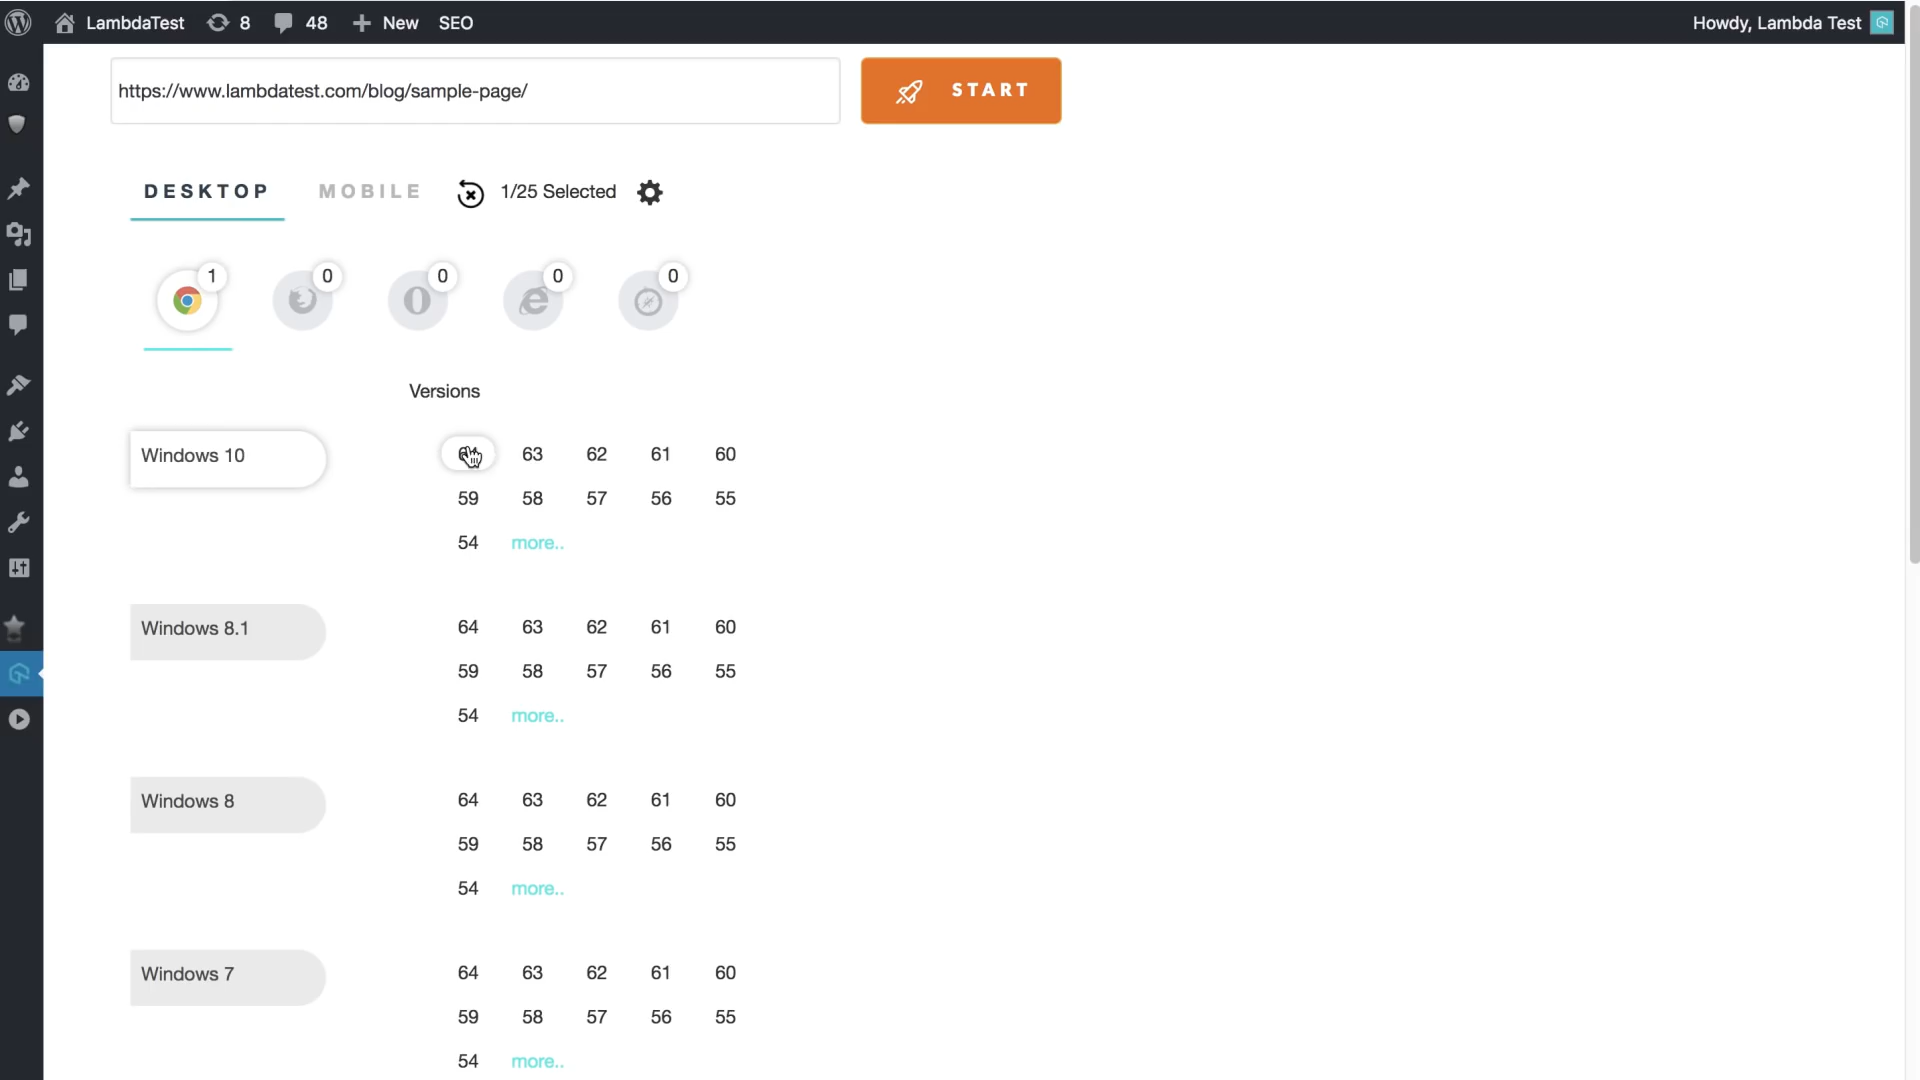 LambdaTest 8 48 New SEO Howdy, Lambda Test
https://www.lambdatest.com/blog/sample-page/ START
DESKTOP MOBILE 1/25 Selected
1 0 0 0 0
Versions
Windows 10 63 62 61 60
59 58 57 56 55
54 more..
Windows 8.1 64 63 62 61 60
59 58 57 56 55
54 more..
Windows 8 64 63 62 61 60
59 58 57 56 55
54 more..
Windows 7 64 63 62 61 60
59 58 57 56 55
54 more..